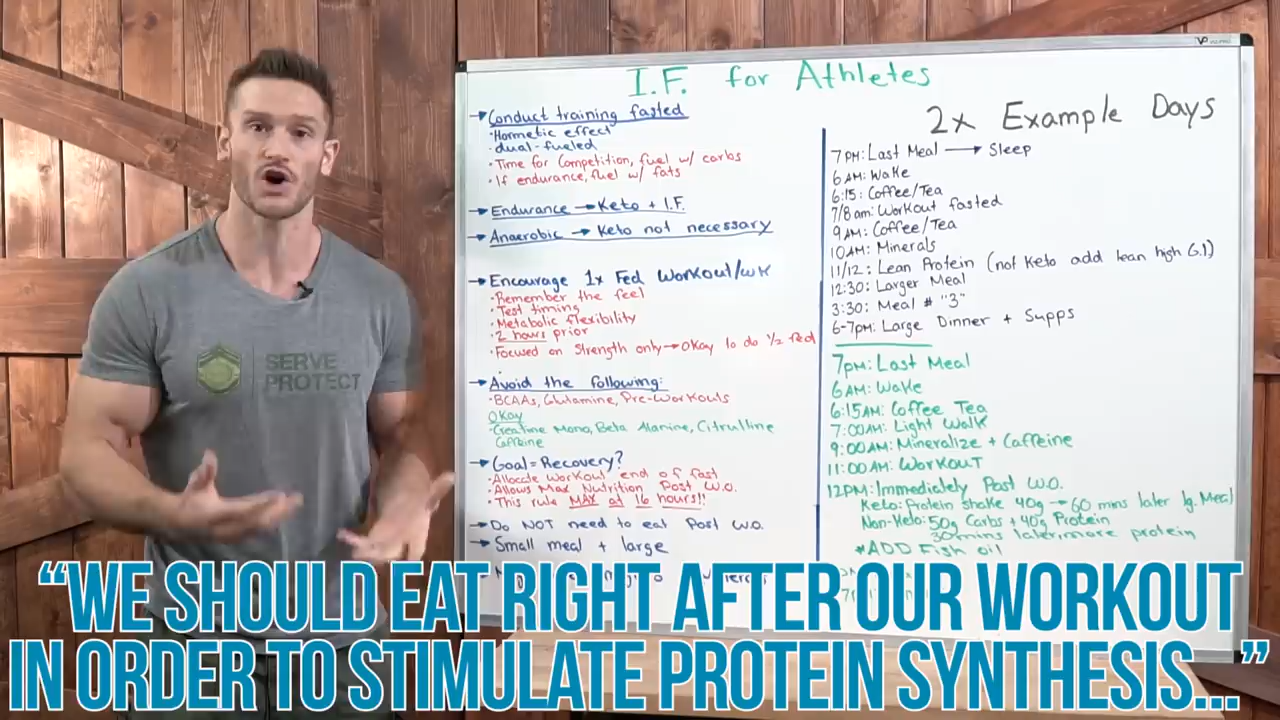 I.F. for Athletes
→ Conduct training fasted
·Hormetic effect
·dual-fueled
·Time for Competition, fuel w/ carbs
·If endurance, fuel w/ fats
→ Endurance → Keto + I.F.
→ Anaerobic → Keto not necessary
→ Encourage 1x Fed Workout/wk
·Remember the feel
·Test timing
·Metabolic flexibility
·2 hours prior
·Focused on Strength only → Okay to do 1/2 fed
→ Avoid the following:
·BCAAs, Glutamine, Pre-Workouts
Okay
·Creatine Mono, Beta Alanine, Citrulline
Caffeine
→ Goal = Recovery?
·Allocate Workout end of fast
·Allows Max Nutrition Post W.O.
·This rule MAX at 16 hours!!
→ Do NOT need to eat Post W.O.
→ Small meal + large
2x Example Days
7PM: Last Meal → Sleep
6AM: Wake
6:15: Coffee/Tea
7/8am: Workout fasted
9AM: Coffee/Tea
10AM: Minerals
11/12: Lean Protein (not Keto add lean high G.I)
12:30: Larger Meal
3:30: Meal # "3"
6-7pm: Large Dinner + Supps
7pm: Last Meal
6AM: Wake
6:15AM: Coffee Tea
7:00AM: Light Walk
9:00AM: Mineralize + Caffeine
11:00AM: Workout
12PM: Immediately Post W.O.
Keto: Protein shake 40g → 60 mins later lg. Meal
Non-Keto: 50g Carbs + 40g Protein
30mins later, more protein
*ADD Fish oil
SERVE
PROTECT
“WE SHOULD EAT RIGHT AFTER OUR WORKOUT
IN ORDER TO STIMULATE PROTEIN SYNTHESIS...”